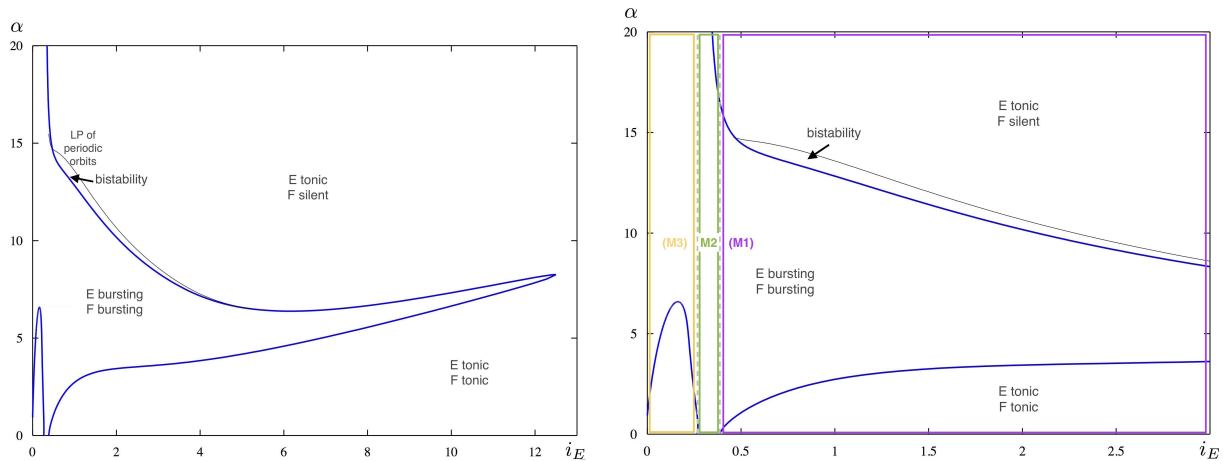 α
20
15
10
5
0
LP of
periodic
orbits
bistability
E tonic
F silent
E bursting
F bursting
E tonic
F tonic
0
2
4
6
8
10
12
i_E
α
20
15
10
5
0
bistability
E tonic
F silent
(M3)
M2
(M1)
E bursting
F bursting
E tonic
F tonic
0
0.5
1
1.5
2
2.5
i_E